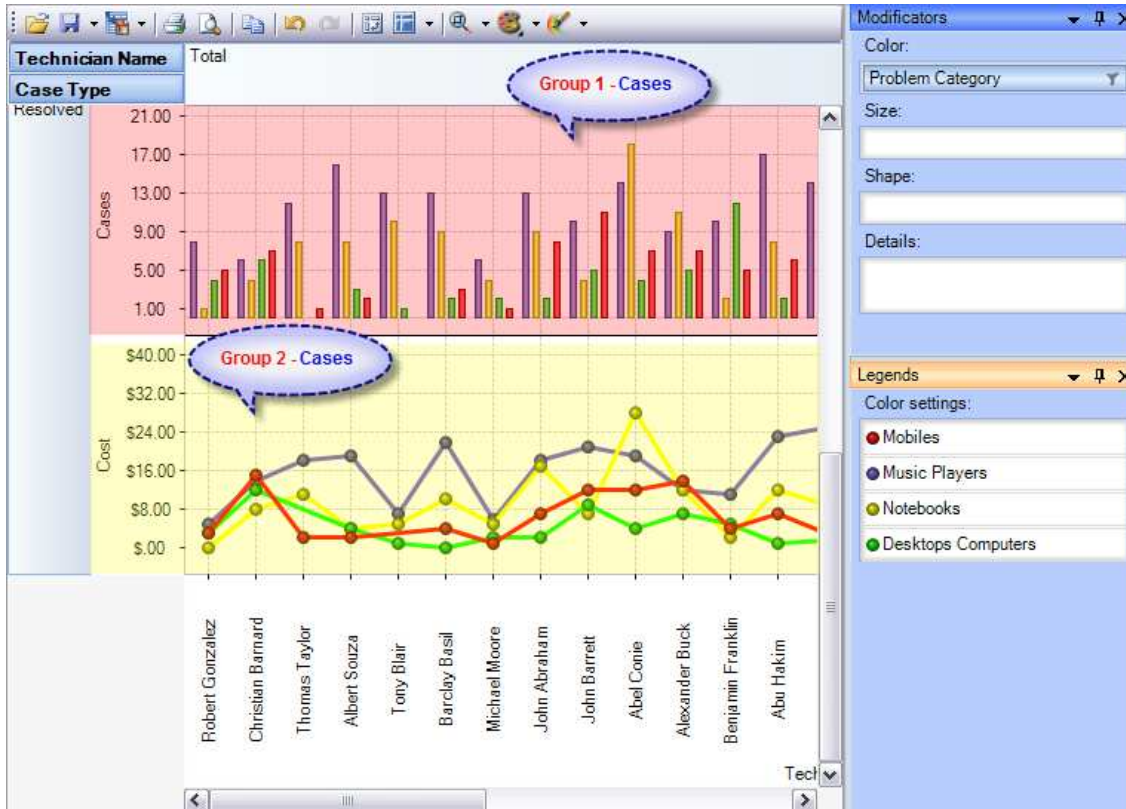 Modificators
Technician Name
Total
Color:
Case Type
Group 1 - Cases
Problem Category
Resolved
21.00
Size:
17.00
13.00
Shape:
Cases
9.00
Details:
5.00
1.00
$40.00
Group 2 - Cases
Legends
$32.00
Color settings:
$24.00
Mobiles
Cost
$16.00
Music Players
$8.00
Notebooks
$.00
Desktops Computers
Robert Gonzalez
Christian Barnard
Thomas Taylor
Albert Souza
Tony Blair
Barclay Basil
Michael Moore
John Abraham
John Barrett
Abel Conie
Alexander Buck
Benjamin Franklin
Abu Hakim
Tech